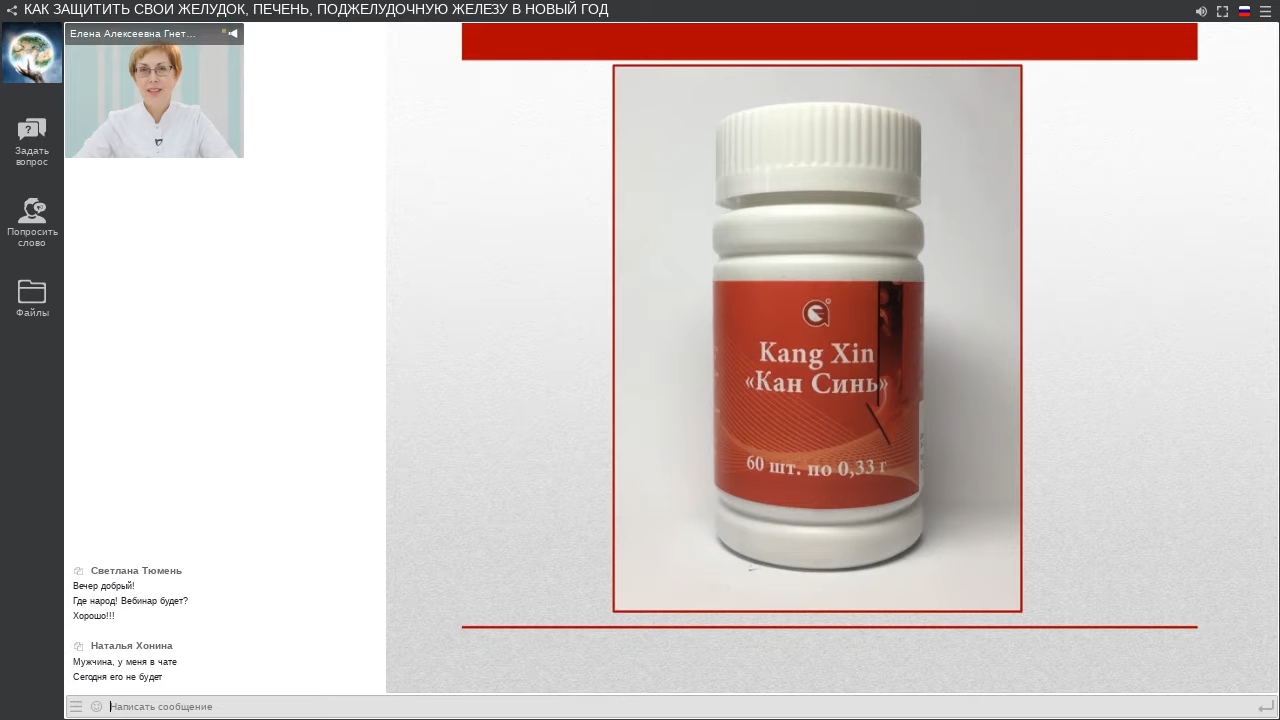 КАК ЗАЩИТИТЬ СВОИ ЖЕЛУДОК, ПЕЧЕНЬ, ПОДЖЕЛУДОЧНУЮ ЖЕЛЕЗУ В НОВЫЙ ГОД
Елена Алексеевна Гнет...
Задать
вопрос
Попросить
слово
Файлы
Kang Xin
«Кан Синь»
60 шт. по 0,33 г
Светлана Тюмень
Вечер добрый!
Где народ! Вебинар будет?
Хорошо!!!
Наталья Хонина
Мужчина, у меня в чате
Сегодня его не будет
Написать сообщение